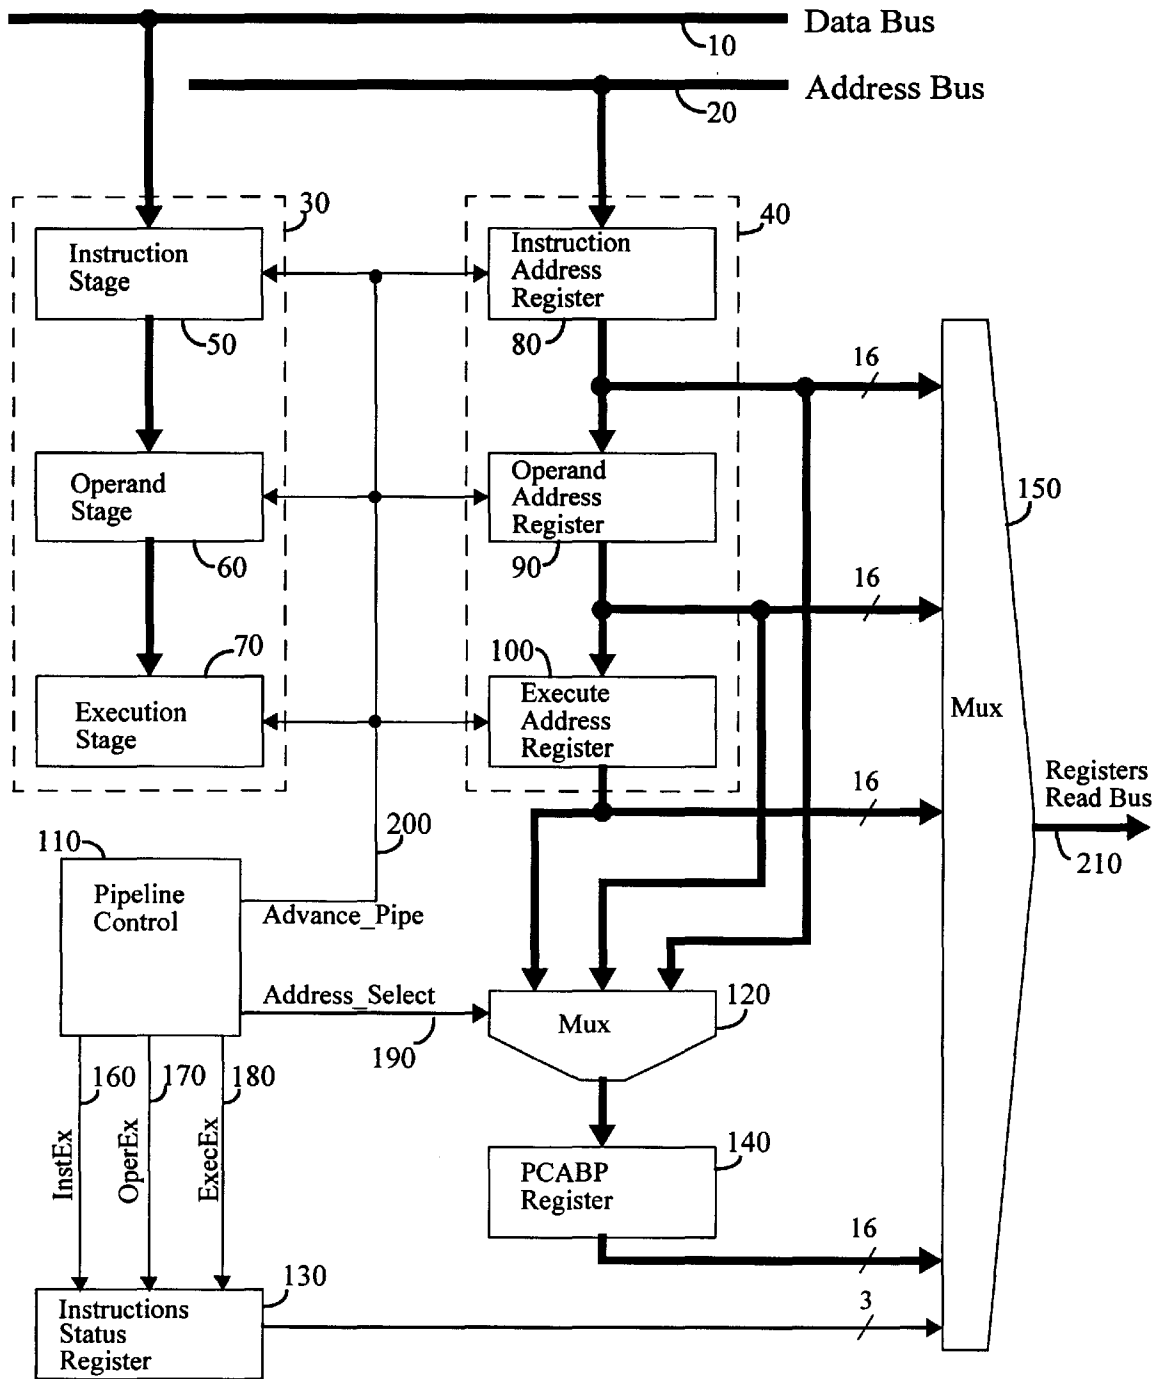 Data Bus
10
Address Bus
20
30
40
Instruction
Stage
50
Instruction
Address
Register
80
16
Operand
Stage
60
Operand
Address
Register
90
150
16
70
Execution
Stage
100
Execute
Address
Register
Mux
16
Registers
Read Bus
210
110
Pipeline
Control
200
Advance_Pipe
Address_Select
190
Mux
120
160
170
180
InstEx
OperEx
ExecEx
140
PCABP
Register
16
130
Instructions
Status
Register
3